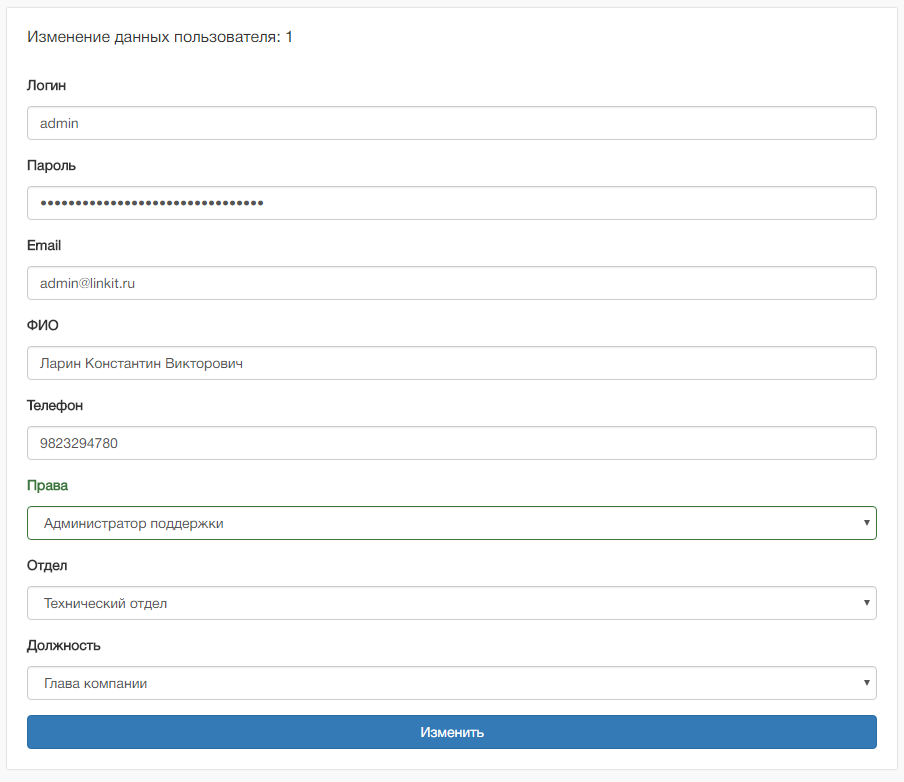 Изменение данных пользователя: 1
Логин
admin
Пароль
••••••••••••••••••••••••••••••••
Email
admin@linkit.ru
ФИО
Ларин Константин Викторович
Телефон
9823294780
Права
Администратор поддержки
Отдел
Технический отдел
Должность
Глава компании
Изменить